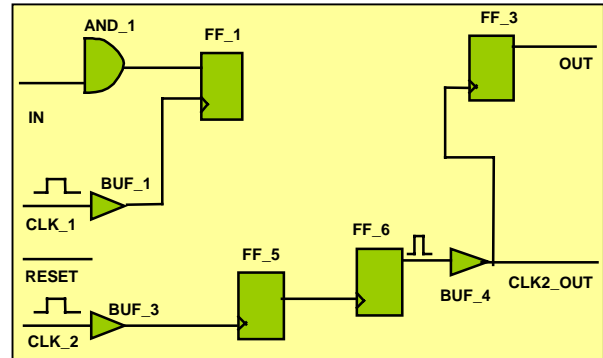 AND_1
FF_1
FF_3
OUT
IN
BUF_1
CLK_1
FF_6
FF_5
RESET
BUF_3
BUF_4
CLK2_OUT
CLK_2